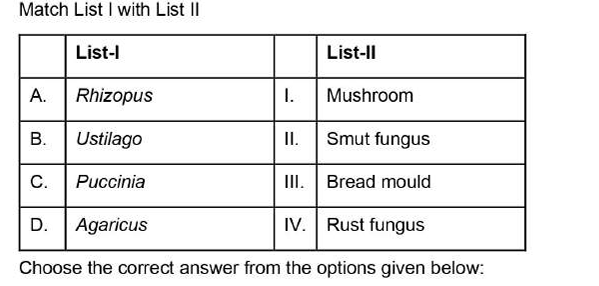 Match List I with List II
List-I List-II
A. Rhizopus I. Mushroom
B. Ustilago II. Smut fungus
C. Puccinia III. Bread mould
D. Agaricus IV. Rust fungus
Choose the correct answer from the options given below: